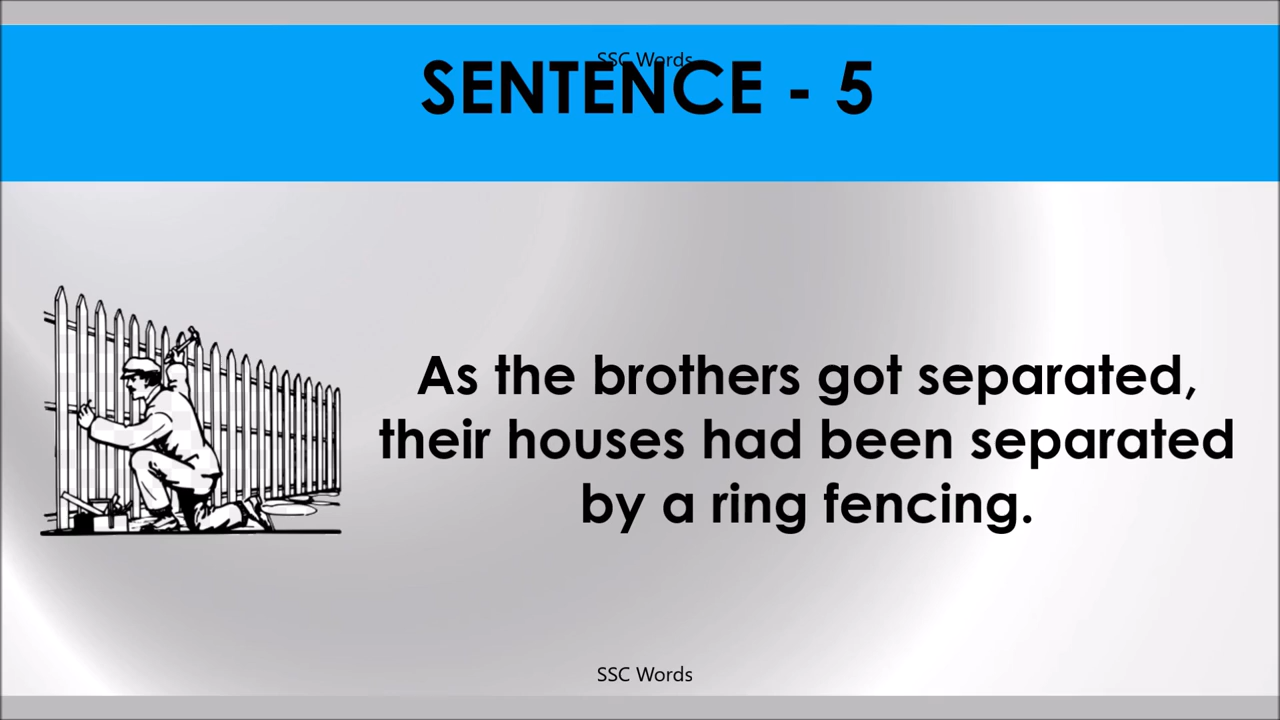 SSC Words
SENTENCE - 5
As the brothers got separated,
their houses had been separated
by a ring fencing.
SSC Words